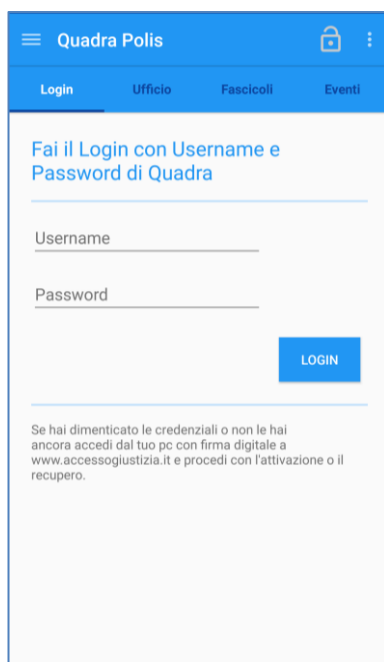 Quadra Polis
Login Ufficio Fascicoli Eventi
Fai il Login con Username e
Password di Quadra
Username
Password
LOGIN
Se hai dimenticato le credenziali o non le hai
ancora accedi dal tuo pc con firma digitale a
www.accessogiustizia.it e procedi con l'attivazione o il
recupero.